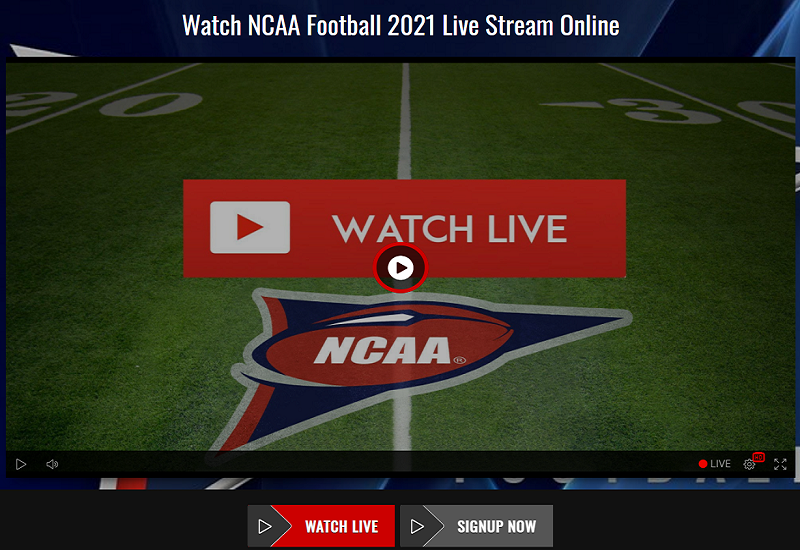 Watch NCAA Football 2021 Live Stream Online
20
30
WATCH LIVE
NCAA®
LIVE
HD
WATCH LIVE
SIGNUP NOW